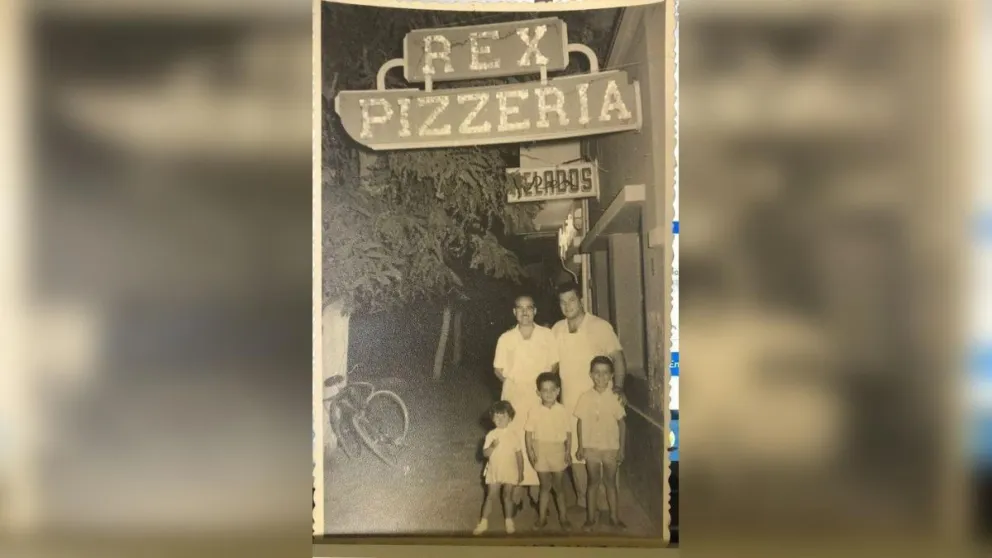 REX
PIZZERIA
HELADOS